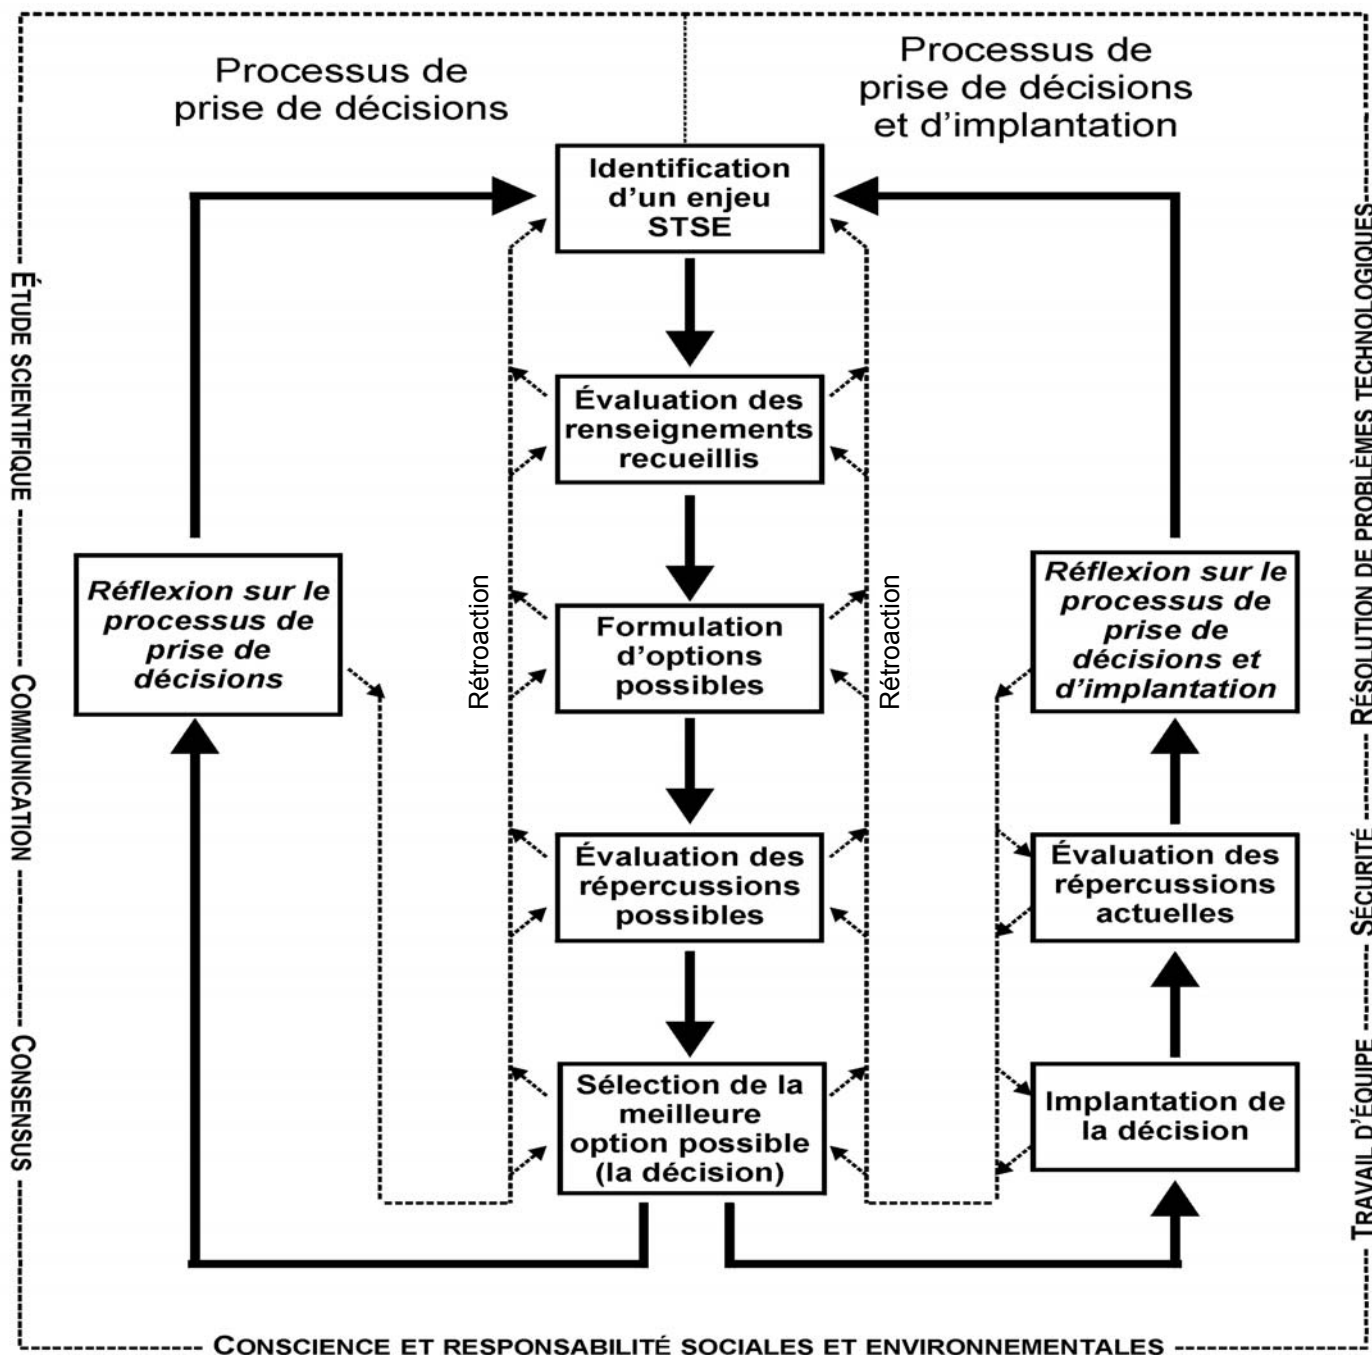 Processus de
prise de décisions
Processus de
prise de décisions
et d'implantation
Identification
d'un enjeu
STSE
Évaluation des
renseignements
recueillis
Formulation
d'options
possibles
Évaluation des
répercussions
possibles
Sélection de la
meilleure
option possible
(la décision)
Réflexion sur le
processus de
prise de
décisions
Rétroaction
Rétroaction
Réflexion sur le
processus de
prise de
décisions et
d'implantation
Évaluation des
répercussions
actuelles
Implantation de
la décision
ÉTUDE SCIENTIFIQUE
COMMUNICATION
CONSENSUS
RÉSOLUTION DE PROBLÈMES TECHNOLOGIQUES
SÉCURITÉ
TRAVAIL D'ÉQUIPE
CONSCIENCE ET RESPONSABILITÉ SOCIALES ET ENVIRONNEMENTALES